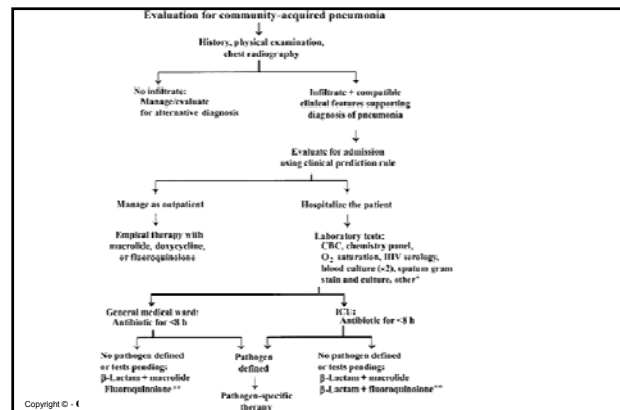 Evaluation for community-acquired pneumonia
History, physical examination,
chest radiography
No infiltrate:
Manage/evaluate
for alternative diagnosis
Infiltrate + compatible
clinical features supporting
diagnosis of pneumonia
Evaluate for admission
using clinical prediction rule
Manage as outpatient
Hospitalize the patient
Empical therapy with
macrolide, doxycycline,
or fluoroquinolone
Laboratory tests:
CBC, chemistry panel,
O₂ saturation, HIV serology,
blood culture (×2), sputum gram
stain and culture, other*
General medical ward:
Antibiotic for <8 h
ICU:
Antibiotic for <8 h
No pathogen defined
or tests pending:
β-Lactam + macrolide
Fluoroquinolone**
Pathogen
defined
Pathogen-specific
therapy
No pathogen defined
or tests pending:
β-Lactam + macrolide
β-Lactam + fluoroquinolone**
Copyright © -